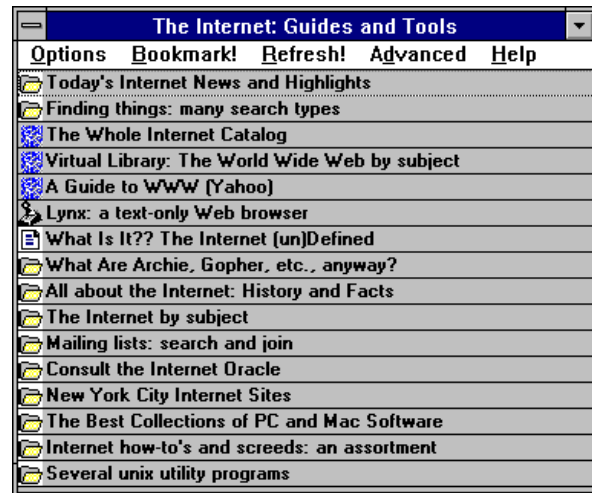 The Internet: Guides and Tools
Options Bookmark! Refresh! Advanced Help
Today's Internet News and Highlights
Finding things: many search types
The Whole Internet Catalog
Virtual Library: The World Wide Web by subject
A Guide to WWW (Yahoo)
Lynx: a text-only Web browser
What Is It?? The Internet (un)Defined
What Are Archie, Gopher, etc., anyway?
All about the Internet: History and Facts
The Internet by subject
Mailing lists: search and join
Consult the Internet Oracle
New York City Internet Sites
The Best Collections of PC and Mac Software
Internet how-to's and screeds: an assortment
Several unix utility programs